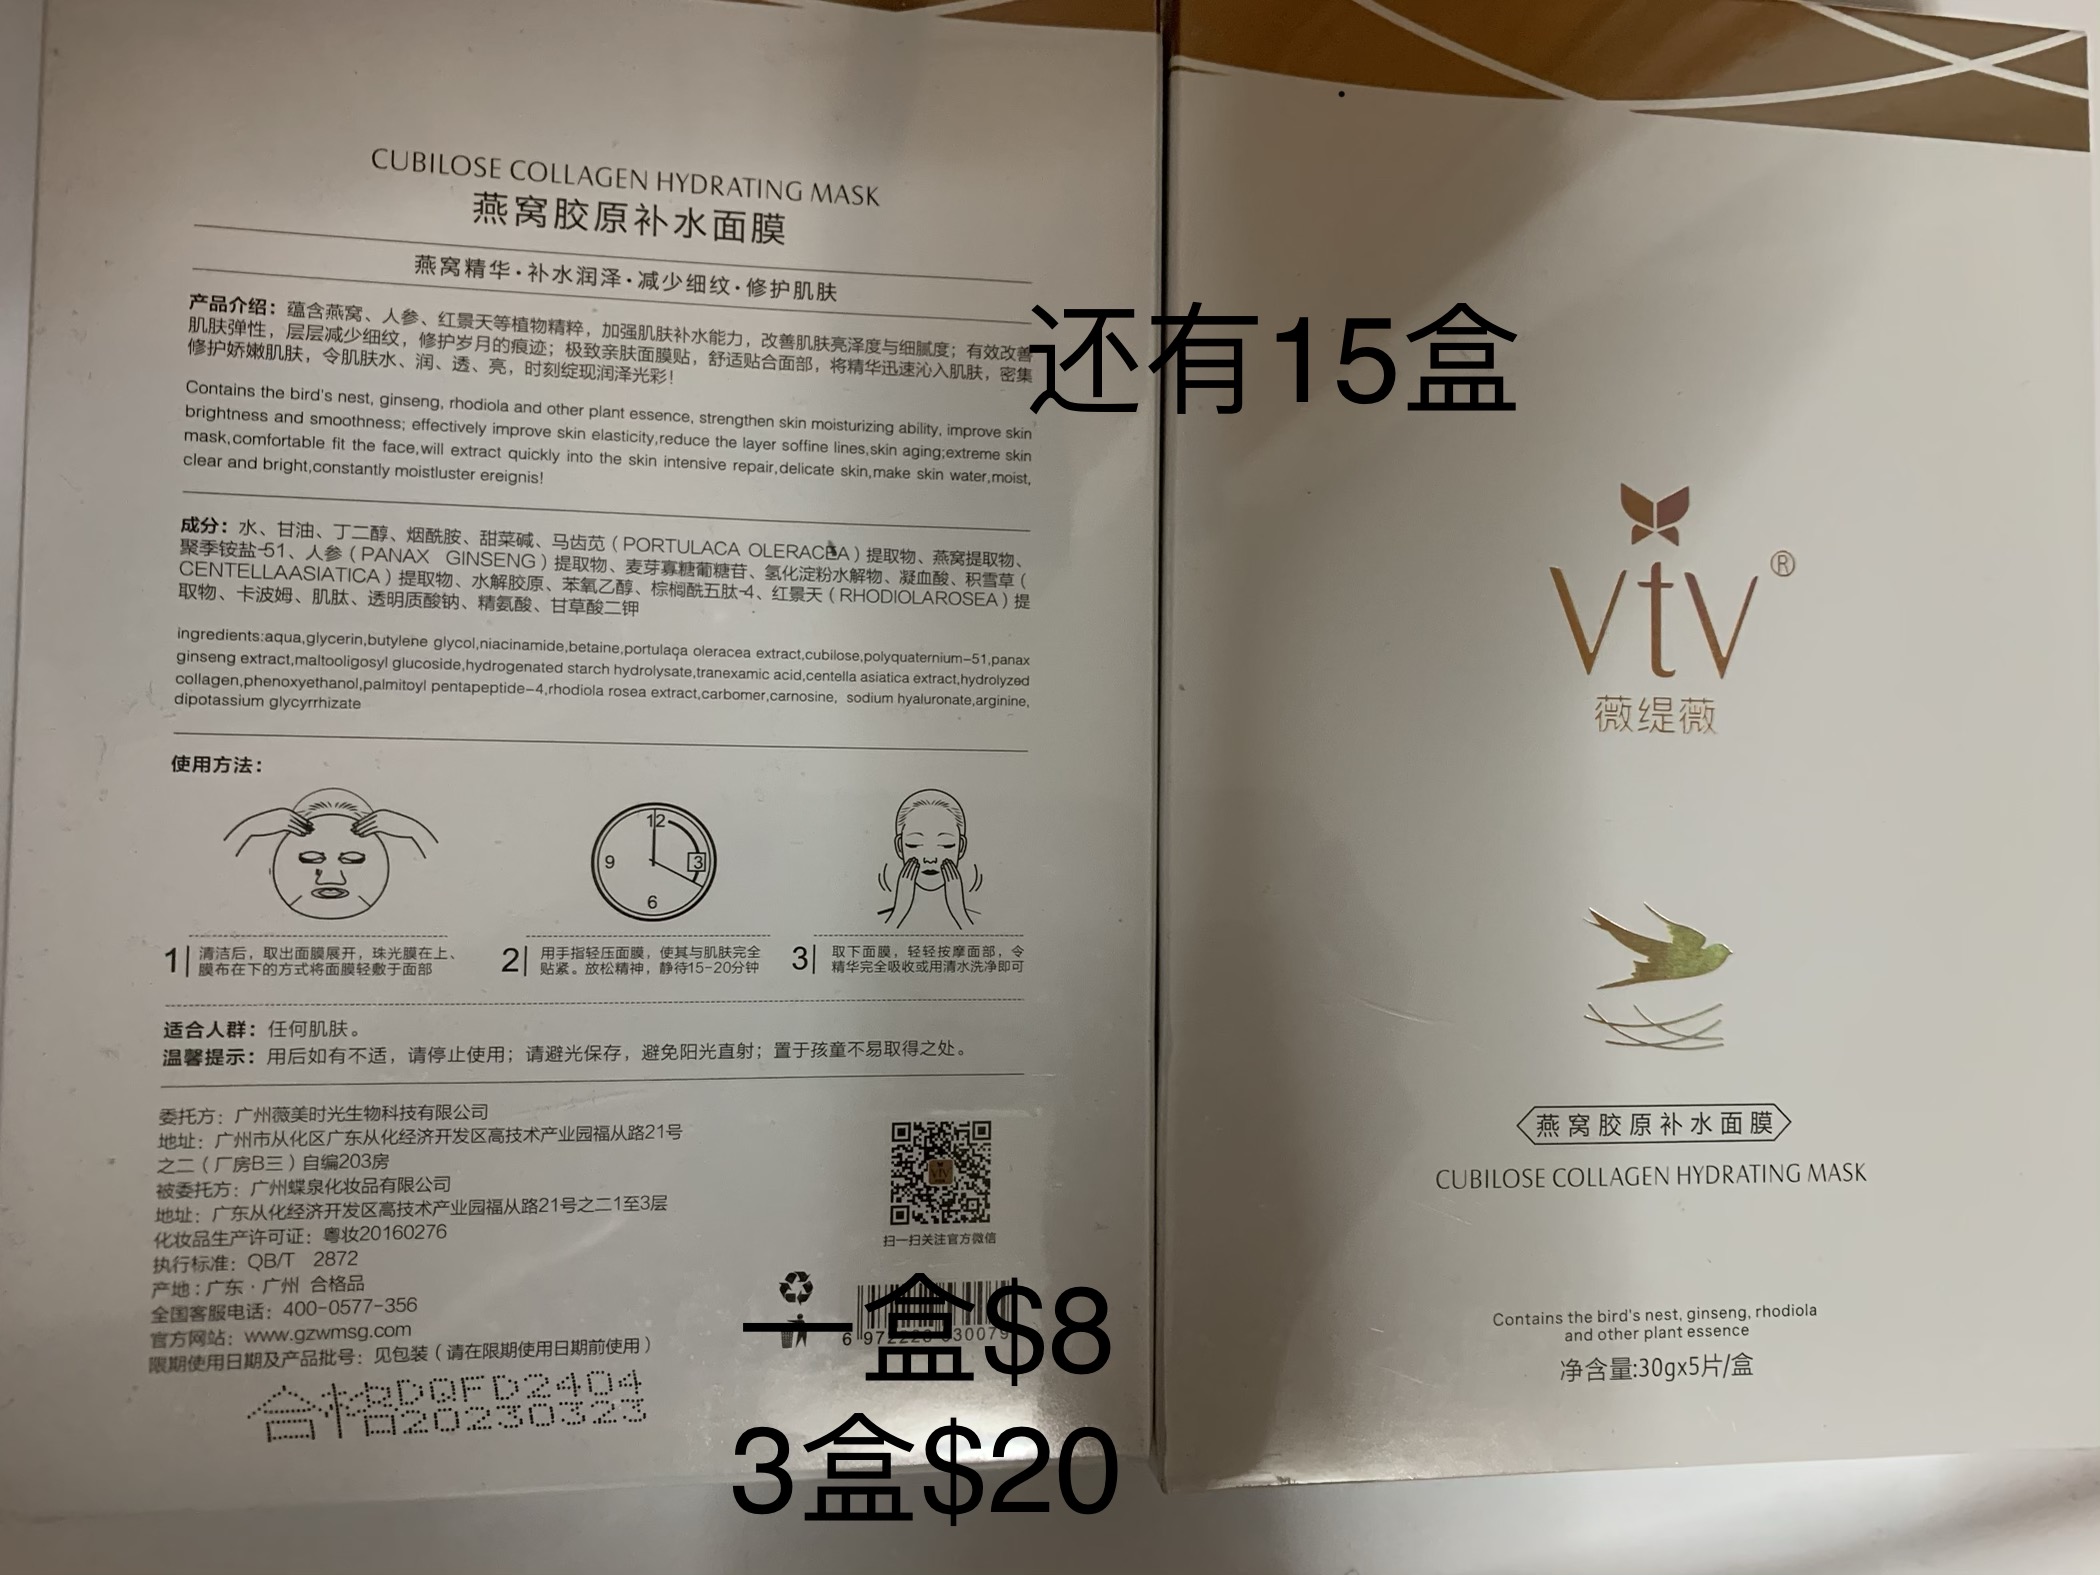 CUBILOSE COLLAGEN HYDRATING MASK
燕窝胶原补水面膜
燕窝精华·补水润泽·减少细纹·修护肌肤
产品介绍：蕴含燕窝、人参、红景天等植物精粹，加强肌肤补水能力，改善肌肤亮泽度与细腻度；有效改善
肌肤弹性，层层减少细纹，修护岁月的痕迹；极致亲肤面膜贴，舒适贴合面部，将精华迅速沁入肌肤，密集
修护娇嫩肌肤，令肌肤水、润、透、亮，时刻绽现润泽光彩！
Contains the bird's nest, ginseng, rhodiola and other plant essence, strengthen skin moisturizing ability, improve skin
brightness and smoothness; effectively improve skin elasticity,reduce the layer soffine lines,skin aging;extreme skin
mask,comfortable fit the face,will extract quickly into the skin intensive repair,delicate skin,make skin water,moist,
clear and bright,constantly moistluster ereignis!
成分：水、甘油、丁二醇、烟酰胺、甜菜碱、马齿苋（PORTULACA OLERACEA）提取物、燕窝提取物、
聚季铵盐-51、人参（PANAX GINSENG）提取物、麦芽寡糖葡糖苷、氢化淀粉水解物、凝血酸、积雪草（
CENTELLAASIATICA）提取物、水解胶原、苯氧乙醇、棕榈酰五肽-4、红景天（RHODIOLAROSEA）提
取物、卡波姆、肌肽、透明质酸钠、精氨酸、甘草酸二钾
ingredients:aqua,glycerin,butylene glycol,niacinamide,betaine,portulaça oleracea extract,cubilose,polyquaternium-51,panax
ginseng extract,maltooligosyl glucoside,hydrogenated starch hydrolysate,tranexamic acid,centella asiatica extract,hydrolyzed
collagen,phenoxyethanol,palmitoyl pentapeptide-4,rhodiola rosea extract,carbomer,carnosine, sodium hyaluronate,arginine,
dipotassium glycyrrhizate
使用方法：
12
9
3
6
1 清洁后，取出面膜展开，珠光膜在上、
膜布在下的方式将面膜轻敷于面部
2 用手指轻压面膜，使其与肌肤完全
贴紧。放松精神，静待15-20分钟
3 取下面膜，轻轻按摩面部，令
精华完全吸收或用清水洗净即可
适合人群：任何肌肤。
温馨提示：用后如有不适，请停止使用；请避光保存，避免阳光直射；置于孩童不易取得之处。
委托方：广州薇美时光生物科技有限公司
地址：广州市从化区广东从化经济开发区高技术产业园福从路21号
之二（厂房B三）自编203房
被委托方：广州蝶泉化妆品有限公司
地址：广东从化经济开发区高技术产业园福从路21号之二1至3层
化妆品生产许可证：粤妆20160276
执行标准：QB/T 2872
产地：广东·广州 合格品
全国客服电话：400-0577-356
官方网站：www.gzwmsg.com
限期使用日期及产品批号：见包装（请在限期使用日期前使用）
合格 QDQFD2404
20230323
扫一扫关注官方微信
还有15盒
vtv®
薇缇薇
燕窝胶原补水面膜
CUBILOSE COLLAGEN HYDRATING MASK
Contains the bird's nest, ginseng, rhodiola
and other plant essence
净含量:30gx5片/盒
一盒$8
3盒$20